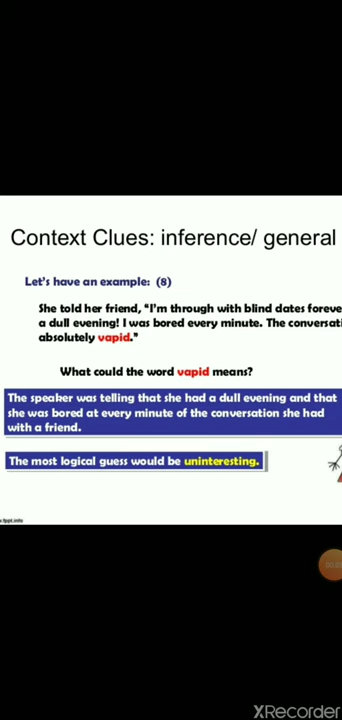 Context Clues: inference/ general
Let's have an example: (8)
She told her friend, "I'm through with blind dates foreve
a dull evening! I was bored every minute. The conversati
absolutely vapid."
What could the word vapid means?
The speaker was telling that she had a dull evening and that
she was bored at every minute of the conversation she had
with a friend.
The most logical guess would be uninteresting.
fppt.info
XRecorder